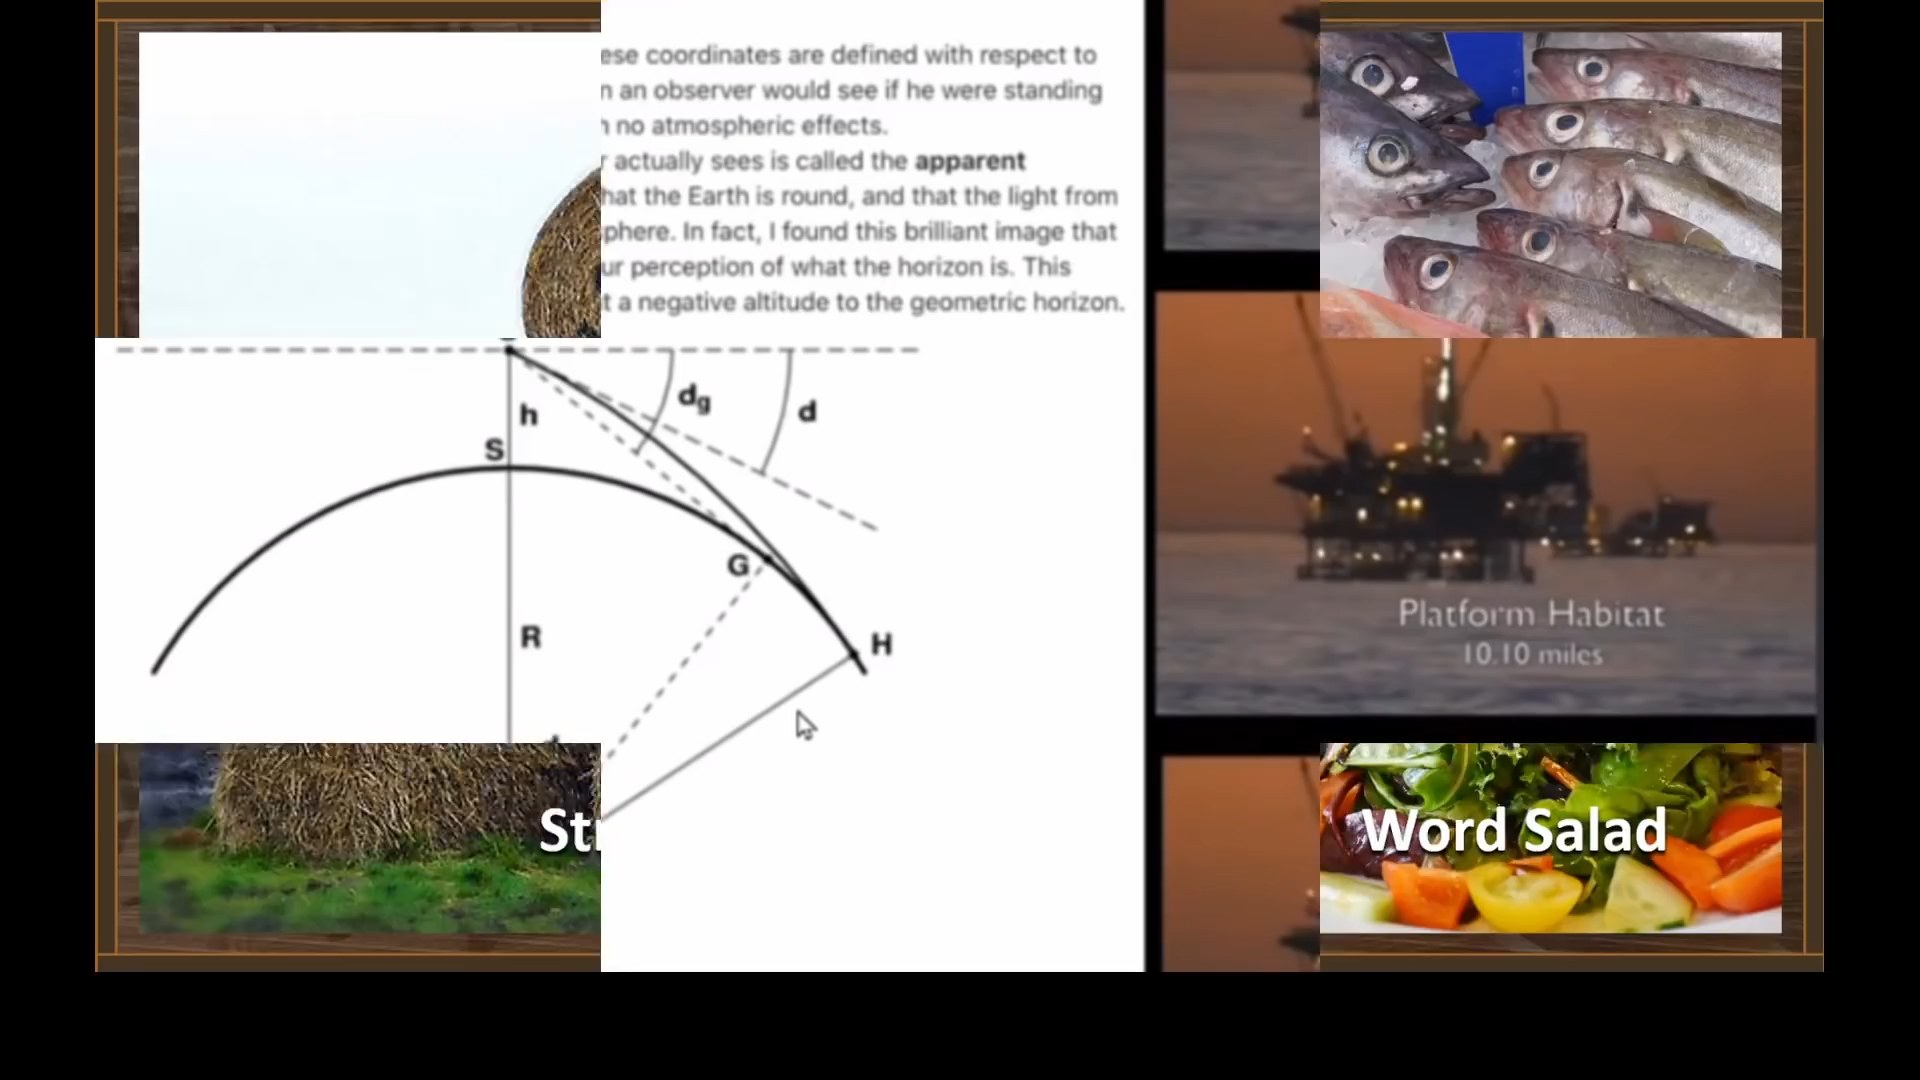 ese coordinates are defined with respect to
n an observer would see if he were standing
no atmospheric effects.
r actually sees is called the apparent
hat the Earth is round, and that the light from
phere. In fact, I found this brilliant image that
ur perception of what the horizon is. This
t a negative altitude to the geometric horizon.
h
dg
d
S
G
R
H
Platform Habitat
10.10 miles
St
Word Salad